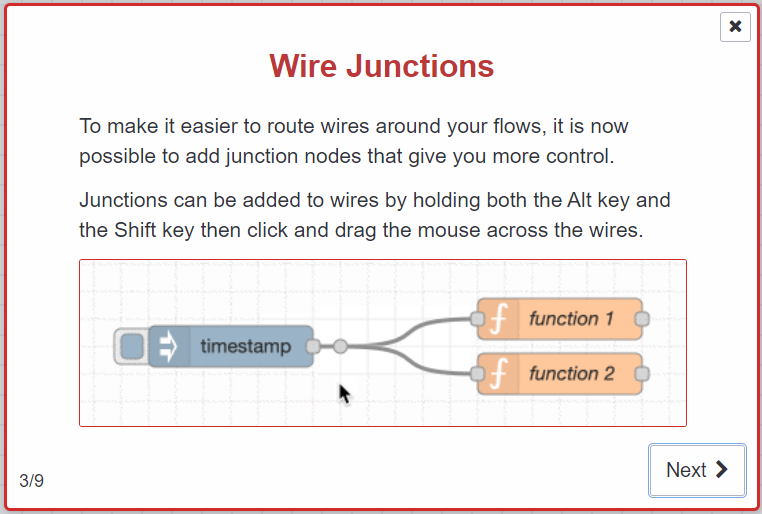 Wire Junctions
To make it easier to route wires around your flows, it is now
possible to add junction nodes that give you more control.
Junctions can be added to wires by holding both the Alt key and
the Shift key then click and drag the mouse across the wires.
function 1
timestamp
function 2
Next
3/9